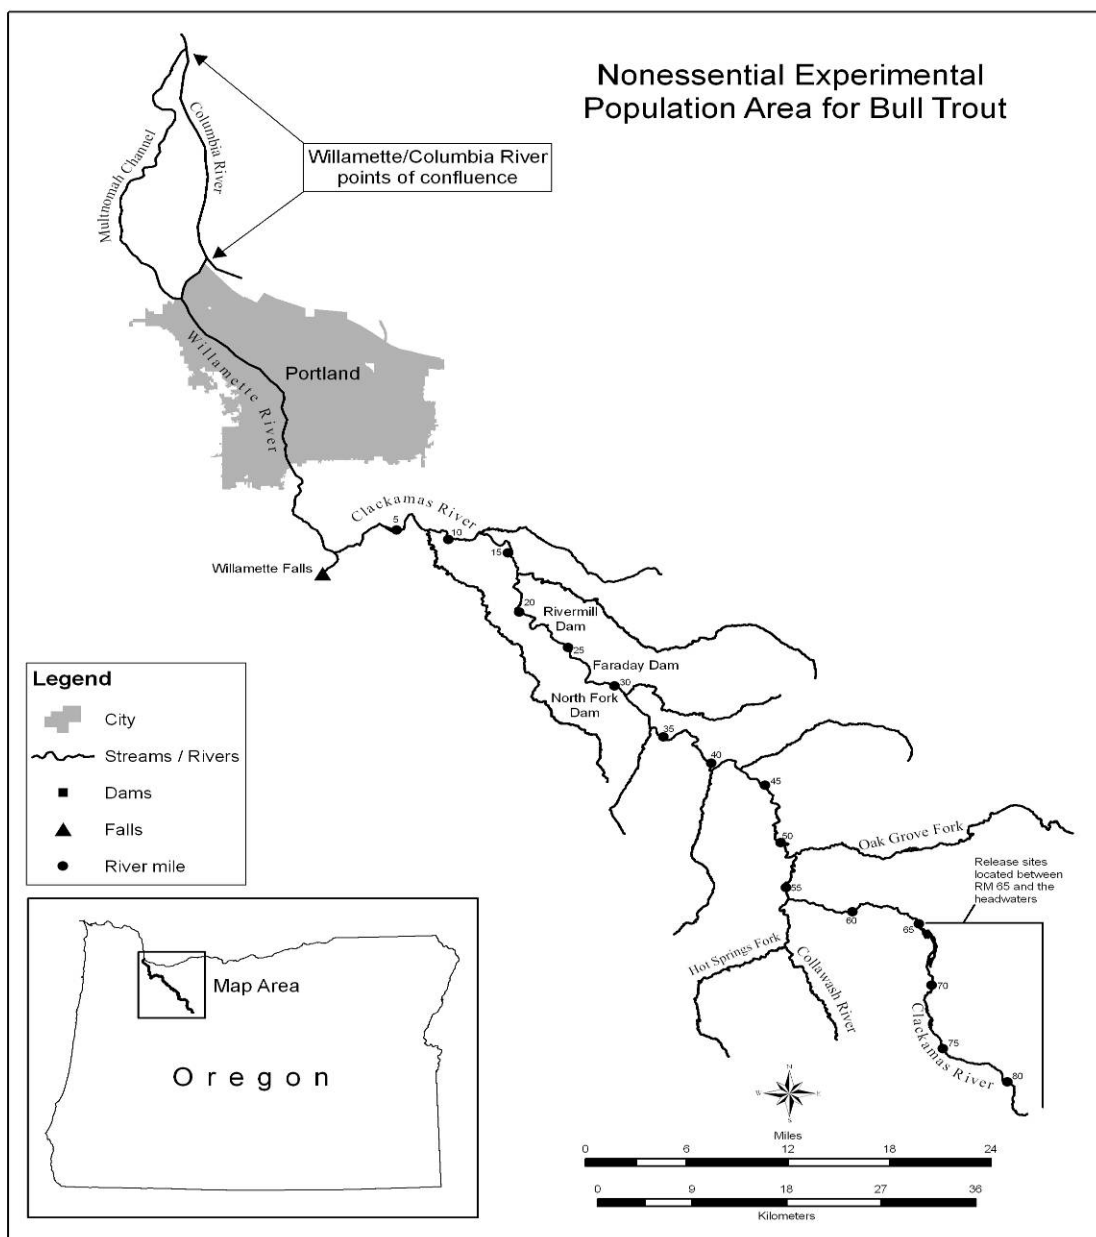 Nonessential Experimental
Population Area for Bull Trout
Columbia River
Multnomah Channel
Willamette/Columbia River
points of confluence
Willamette River
Portland
Clackamas River
5
10
15
Willamette Falls
20
Rivermill
Dam
25
Faraday Dam
30
North Fork
Dam
35
40
45
50
Oak Grove Fork
55
60
65
Release sites
located between
RM 65 and the
headwaters
Hot Springs Fork
Collawash River
70
Clackamas River
75
80
Legend
City
Streams / Rivers
Dams
Falls
River mile
Map Area
Oregon
N
W E
S
Miles
0 6 12 18 24
0 9 18 27 36
Kilometers